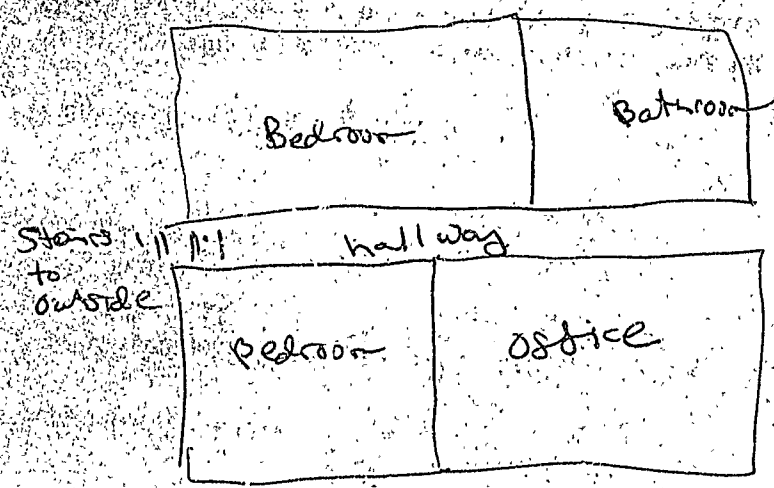 Bedroom
Bathroom
Stairs
to
outside
hallway
Bedroom
Office